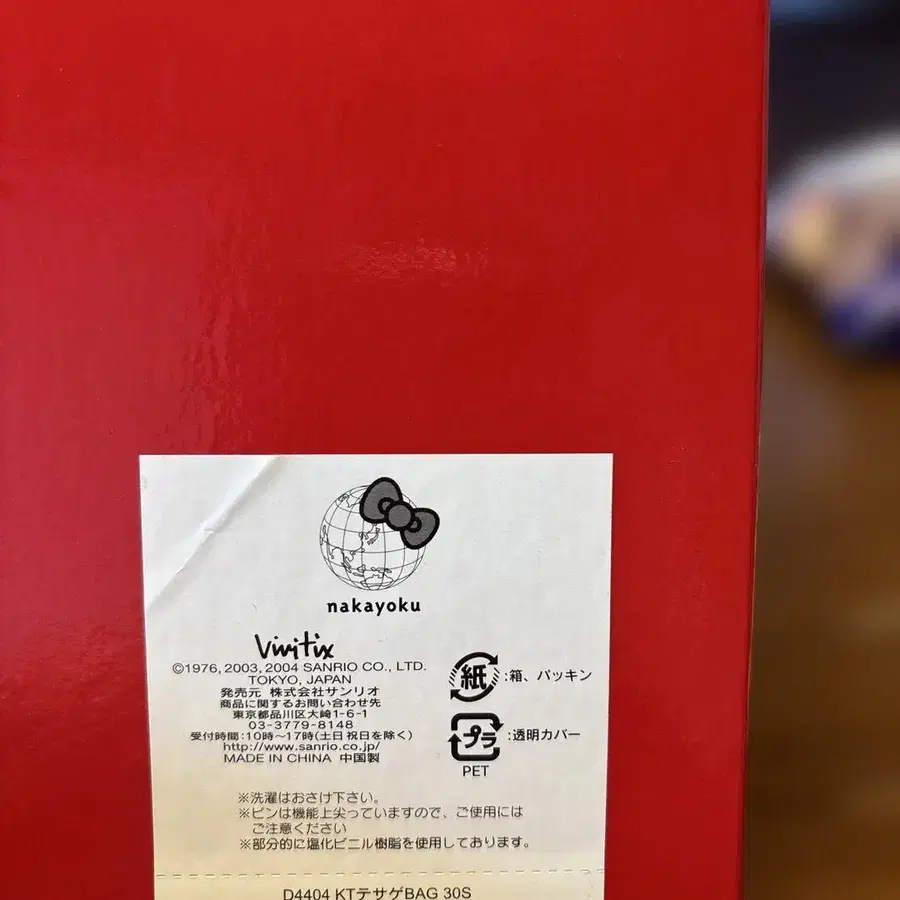 nakayoku
Vivitix
©1976, 2003, 2004 SANRIO CO., LTD.
TOKYO, JAPAN
発売元 株式会社サンリオ
商品に関するお問い合わせ先
東京都品川区大崎1-6-1
03-3779-8148
受付時間:10時~17時(土日祝日を除く)
http://www.sanrio.co.jp/
MADE IN CHINA 中国製
紙:箱、パッキン
プラ:透明カバー
PET
※洗濯はおさけ下さい。
※ピンは機能上尖っていますので、ご使用には
ご注意ください
※部分的に塩化ビニル樹脂を使用しております。
D4404 KTテサゲBAG 30S